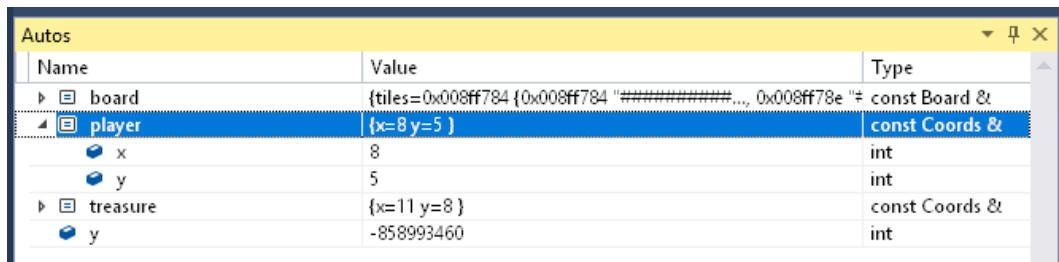 Autos
Name Value Type
board {tiles=0x008ff784 {0x008ff784 "##########..., 0x008ff78e "# const Board &
player {x=8 y=5 } const Coords &
x 8 int
y 5 int
treasure {x=11 y=8 } const Coords &
y -858993460 int